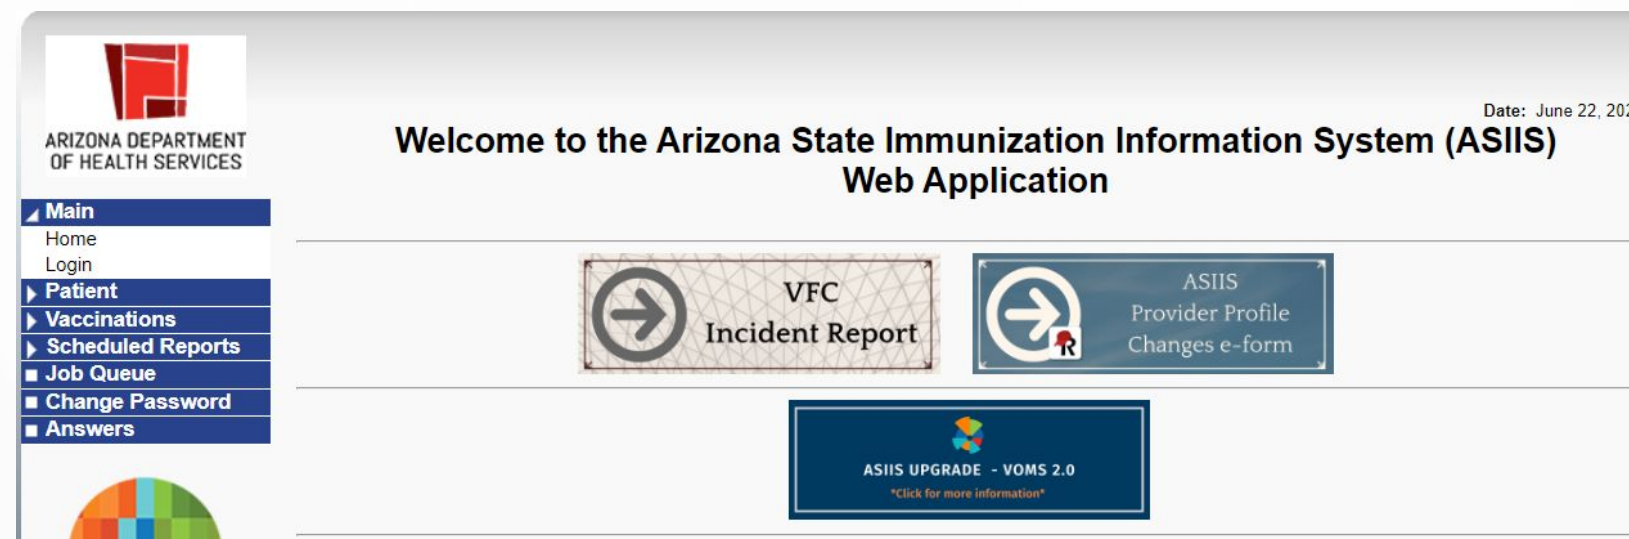 ARIZONA DEPARTMENT
OF HEALTH SERVICES
Date: June 22,
Welcome to the Arizona State Immunization Information System (ASIIS)
Web Application
Main
Home
Login
Patient
Vaccinations
Scheduled Reports
Job Queue
Change Password
Answers
VFC
Incident Report
ASIIS
Provider Profile
Changes e-form
R
ASIIS UPGRADE - VOMS 2.0
*Click for more information*